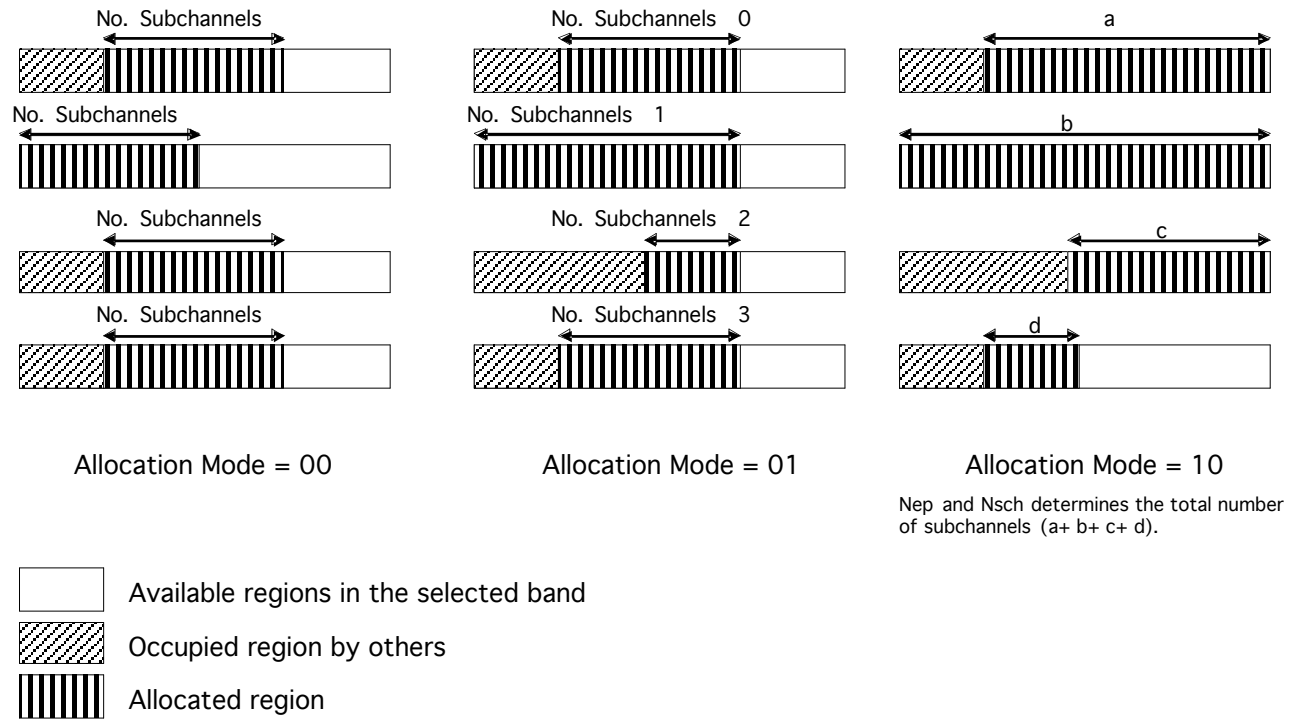 No. Subchannels
No. Subchannels
No. Subchannels
No. Subchannels
Allocation Mode = 00
No. Subchannels 0
No. Subchannels 1
No. Subchannels 2
No. Subchannels 3
Allocation Mode = 01
a
b
c
d
Allocation Mode = 10
Nep and Nsch determines the total number
of subchannels (a+ b+ c+ d).
Available regions in the selected band
Occupied region by others
Allocated region